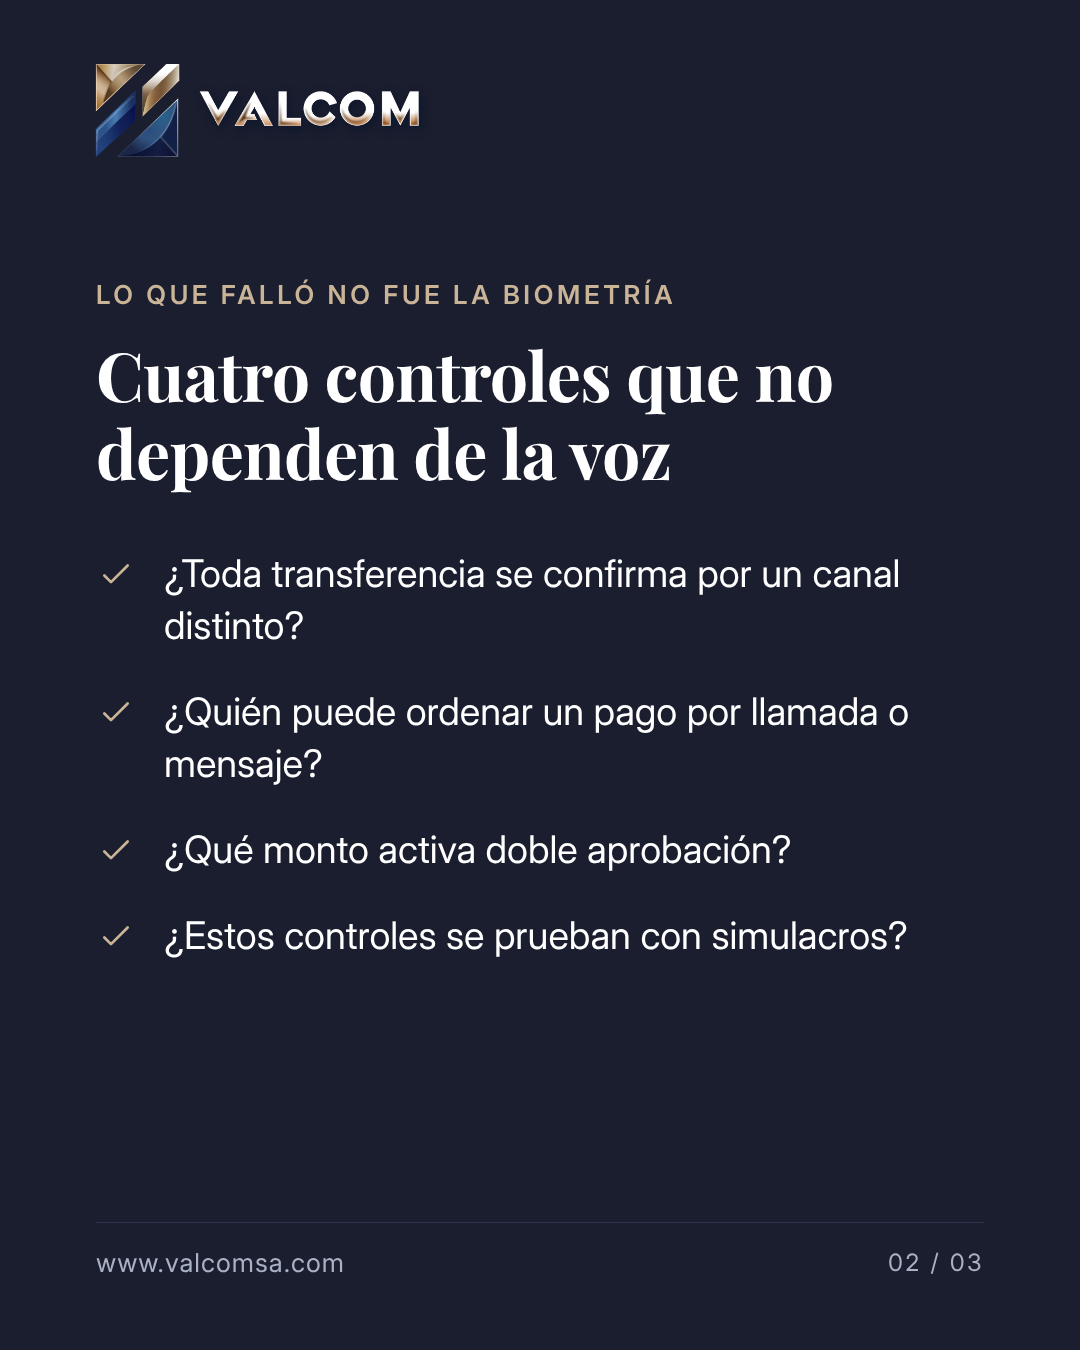 VALCOM
LO QUE FALLÓ NO FUE LA BIOMETRÍA
Cuatro controles que no
dependen de la voz
¿Toda transferencia se confirma por un canal
distinto?
¿Quién puede ordenar un pago por llamada o
mensaje?
¿Qué monto activa doble aprobación?
¿Estos controles se prueban con simulacros?
www.valcomsa.com
02 / 03